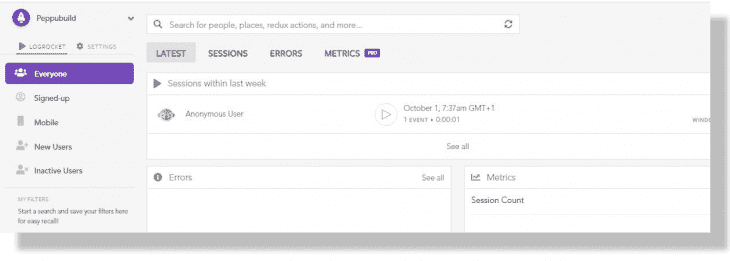 Peppubuild
LOGROCKET
SETTINGS
Everyone
Signed-up
Mobile
New Users
Inactive Users
MY FILTERS
Start a search and save your filters here
for easy recall!
Search for people, places, redux actions, and more...
LATEST
SESSIONS
ERRORS
METRICS
PRO
Sessions within last week
Anonymous User
October 1, 7:37am GMT+1
1 EVENT • 0:00:01
WIND
See all
Errors
See all
Metrics
Session Count